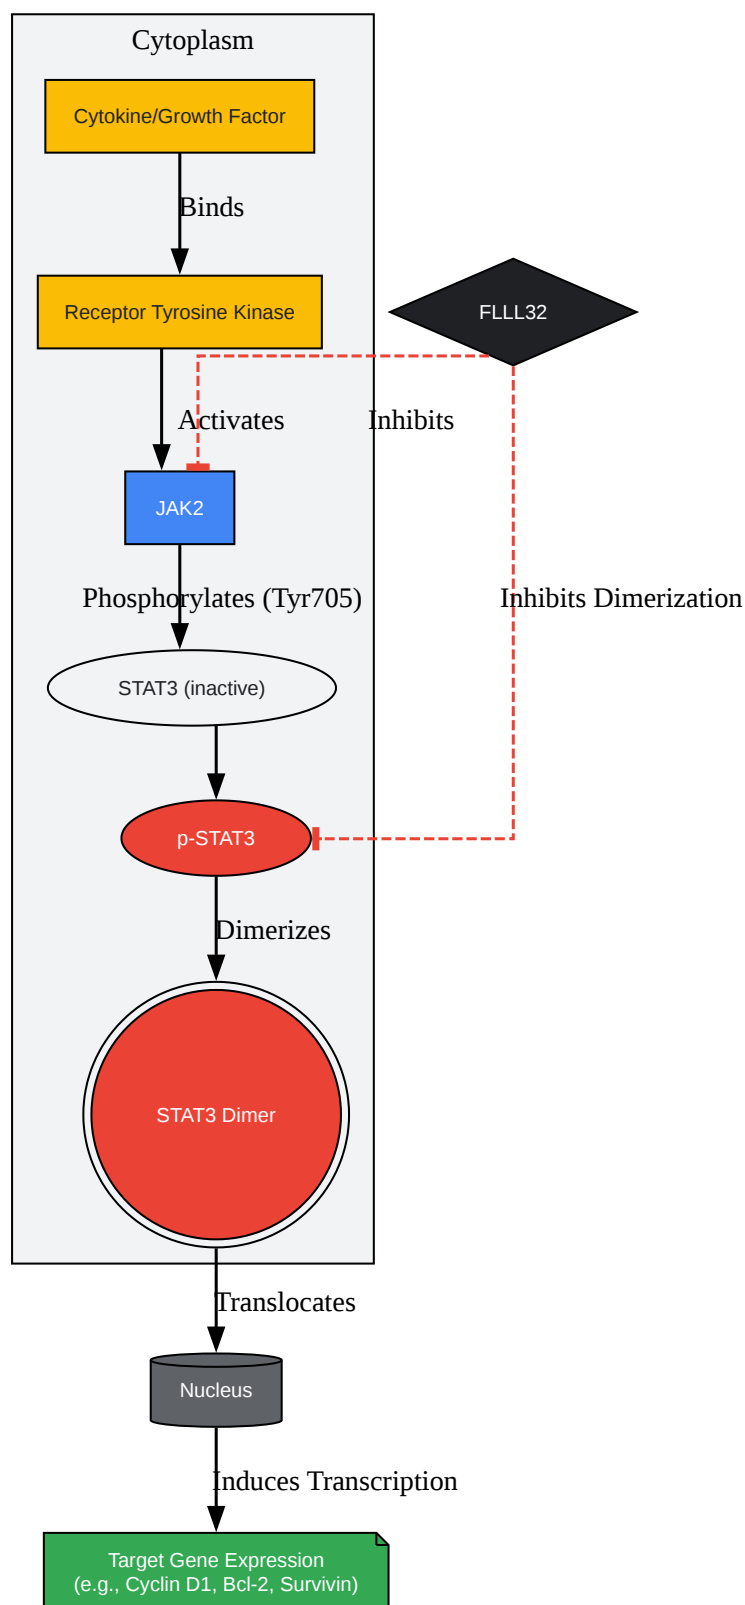 Cytoplasm
Cytokine/Growth Factor
Binds
Receptor Tyrosine Kinase
FLLL32
Activates
Inhibits
JAK2
Phosphorylates (Tyr705)
Inhibits Dimerization
STAT3 (inactive)
p-STAT3
Dimerizes
STAT3 Dimer
Translocates
Nucleus
Induces Transcription
Target Gene Expression
(e.g., Cyclin D1, Bcl-2, Survivin)